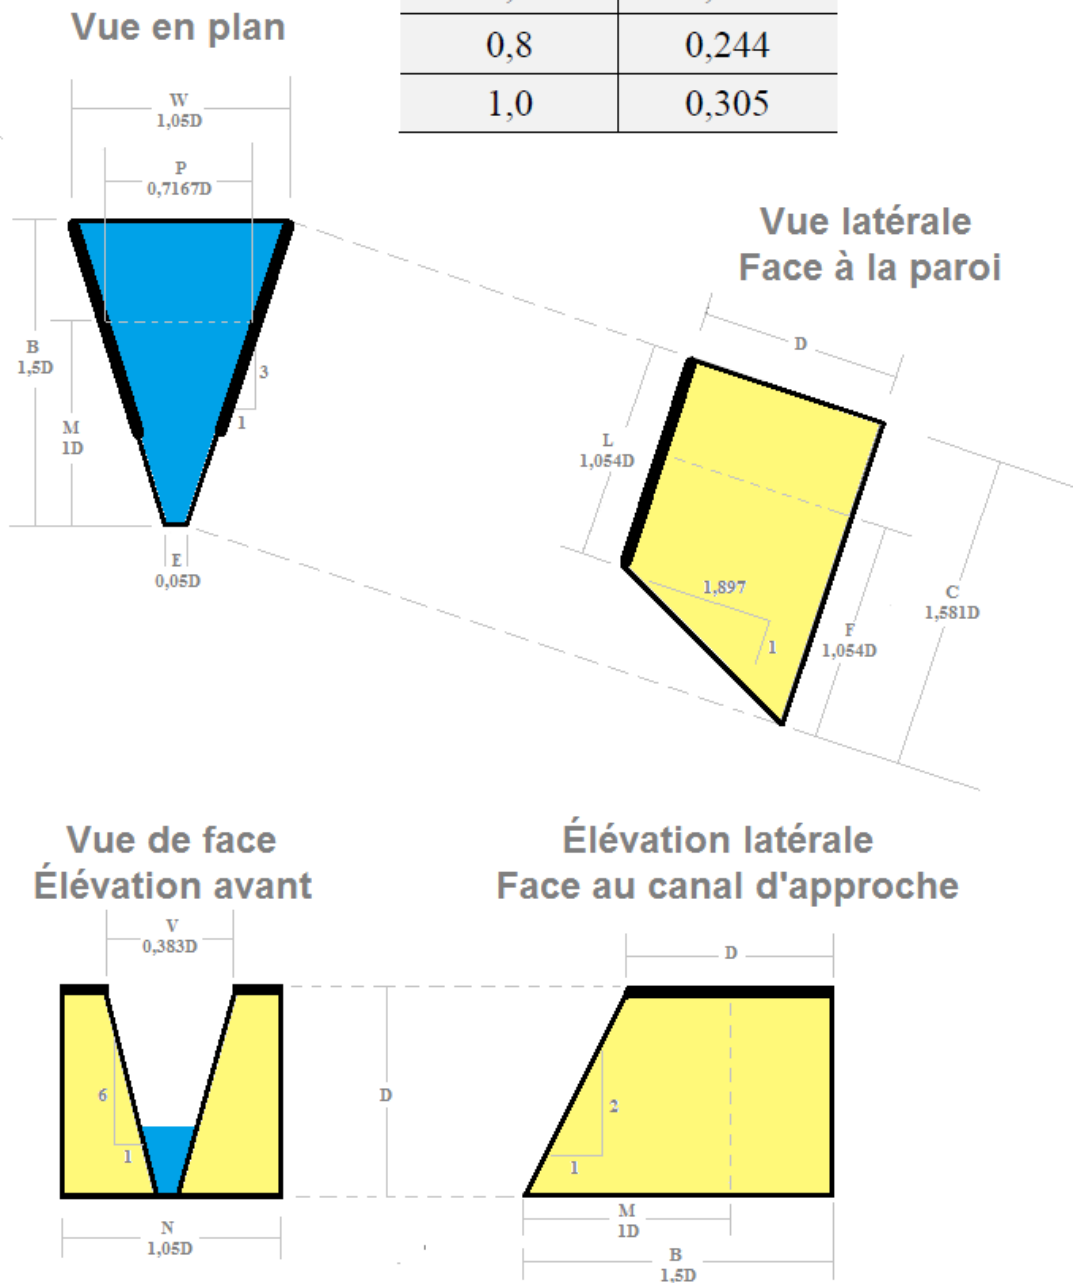 Vue en plan
0,8 0,244
1,0 0,305
W
1,05D
P
0,7167D
B
1,5D
M
1D
3
1
E
0,05D
Vue latérale
Face à la paroi
D
L
1,054D
1,897
1
F
1,054D
C
1,581D
Vue de face
Élévation avant
V
0,383D
6
1
N
1,05D
D
Élévation latérale
Face au canal d'approche
D
2
1
M
1D
B
1,5D